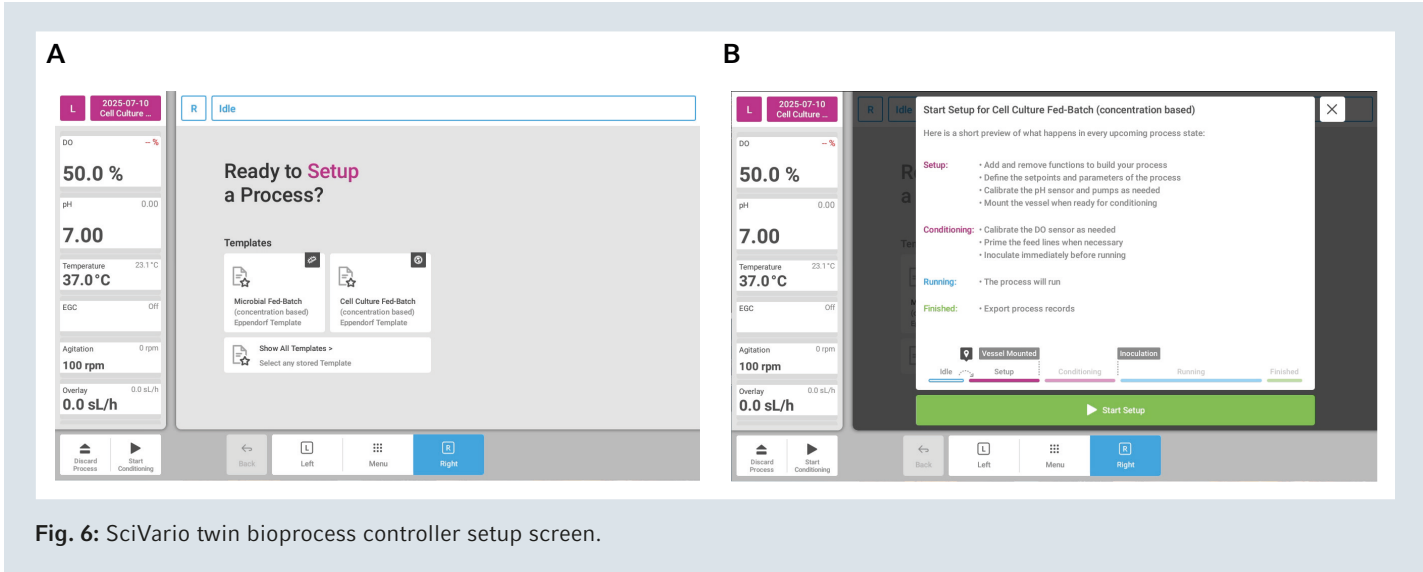 A
L
2025-07-10
Cell Culture ...
R
Idle
DO
– %
50.0 %
pH
0.00
7.00
Temperature
23.1°C
37.0°C
EGC
Off
Agitation
0 rpm
100 rpm
Overlay
0.0 sL/h
0.0 sL/h
Ready to Setup
a Process?
Templates
Microbial Fed-Batch
(concentration based)
Eppendorf Template
Cell Culture Fed-Batch
(concentration based)
Eppendorf Template
Show All Templates >
Select any stored Template
Discard
Process
Start
Conditioning
Back
L
Left
Menu
R
Right
B
L
2025-07-10
Cell Culture ...
R
Idle
DO
– %
50.0 %
pH
0.00
7.00
Temperature
23.1°C
37.0°C
EGC
Off
Agitation
0 rpm
100 rpm
Overlay
0.0 sL/h
0.0 sL/h
Start Setup for Cell Culture Fed-Batch (concentration based)
Here is a short preview of what happens in every upcoming process state:
Setup: • Add and remove functions to build your process
• Define the setpoints and parameters of the process
• Calibrate the pH sensor and pumps as needed
• Mount the vessel when ready for conditioning
Conditioning: • Calibrate the DO sensor as needed
• Prime the feed lines when necessary
• Inoculate immediately before running
Running: • The process will run
Finished: • Export process records
Vessel Mounted
Inoculation
Idle
Setup
Conditioning
Running
Finished
Start Setup
Discard
Process
Start
Conditioning
Back
L
Left
Menu
R
Right
Fig. 6: SciVario twin bioprocess controller setup screen.